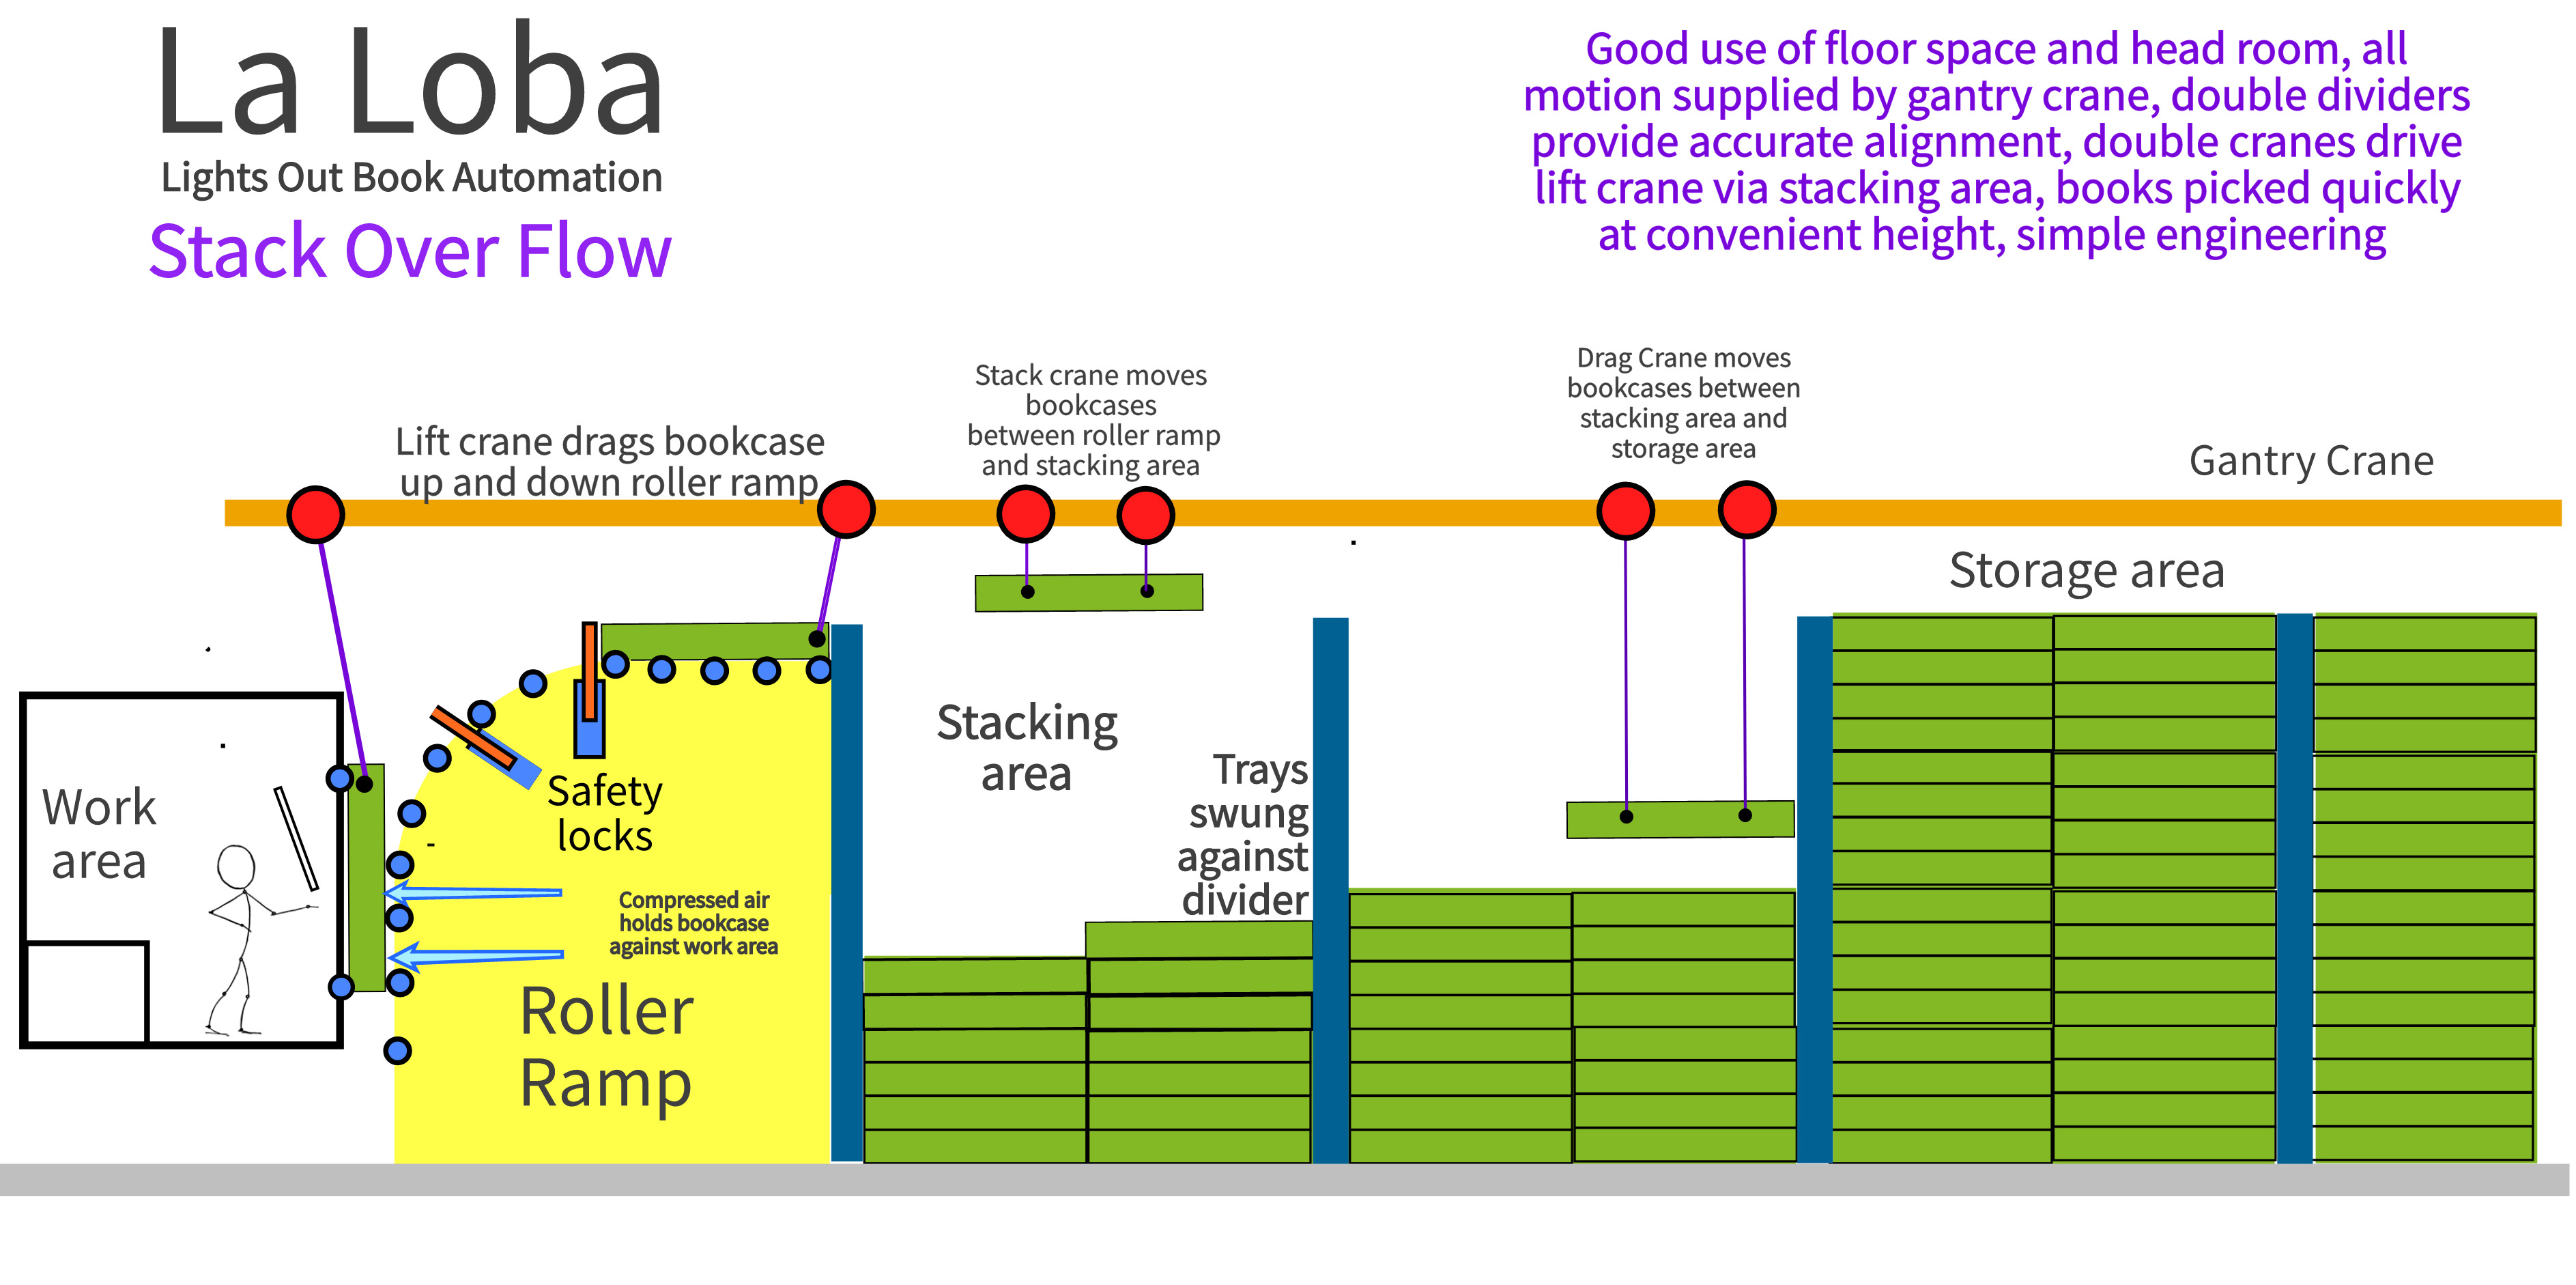 La Loba
Lights Out Book Automation
Stack Over Flow
Good use of floor space and head room, all
motion supplied by gantry crane, double dividers
provide accurate alignment, double cranes drive
lift crane via stacking area, books picked quickly
at convenient height, simple engineering
Lift crane drags bookcase
up and down roller ramp
Stack crane moves
bookcases
between roller ramp
and stacking area
Drag Crane moves
bookcases between
stacking area and
storage area
Gantry Crane
Storage area
Work
area
Safety
locks
Compressed air
holds bookcase
against work area
Roller
Ramp
Stacking
area
Trays
swung
against
divider